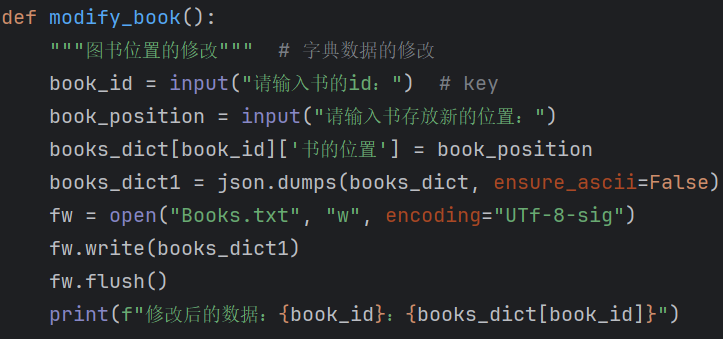 def modify_book():
    """图书位置的修改"""  # 字典数据的修改
    book_id = input("请输入书的id：")  # key
    book_position = input("请输入书存放新的位置：")
    books_dict[book_id]['书的位置'] = book_position
    books_dict1 = json.dumps(books_dict, ensure_ascii=False)
    fw = open("Books.txt", "w", encoding="UTf-8-sig")
    fw.write(books_dict1)
    fw.flush()
    print(f"修改后的数据：{book_id}：{books_dict[book_id]}")